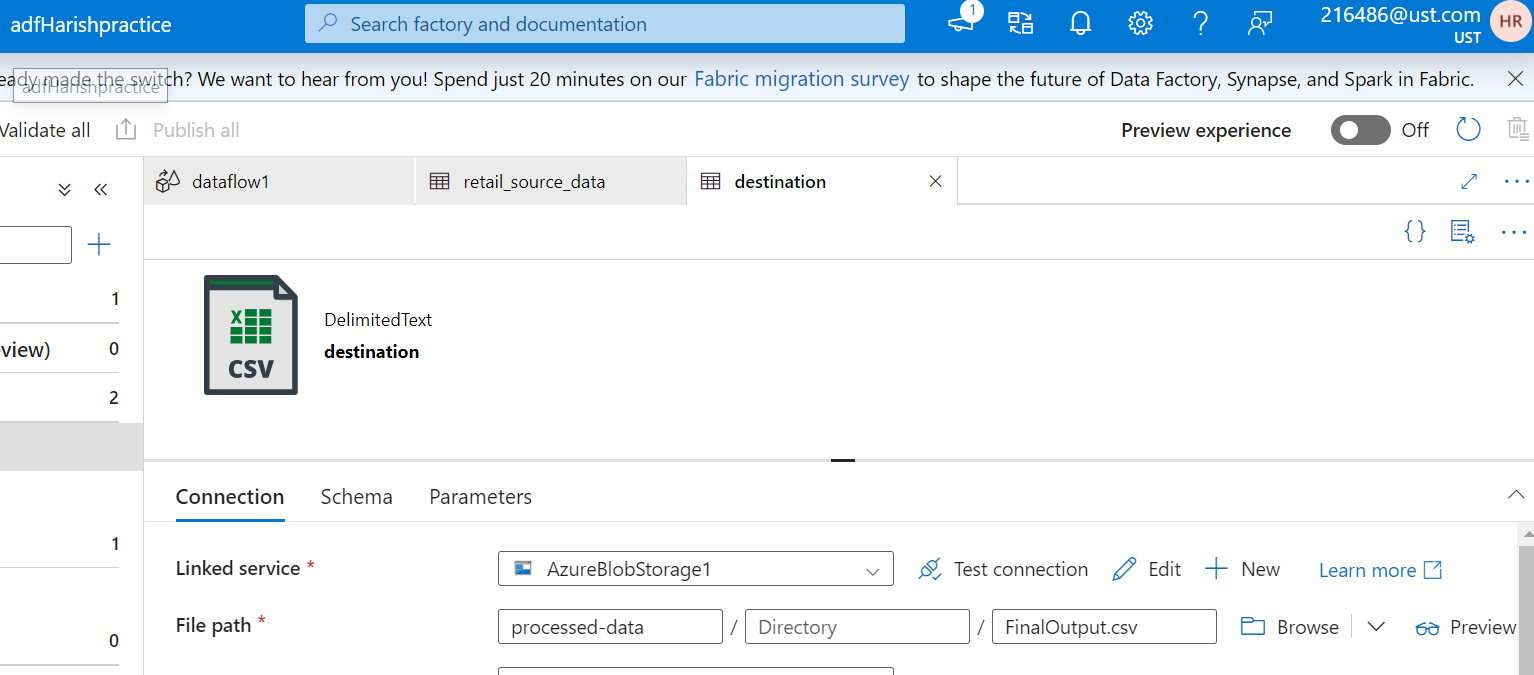 adfHarishpractice
Search factory and documentation
1
216486@ust.com
UST
HR
eady made the switch? We want to hear from you! Spend just 20 minutes on our Fabric migration survey to shape the future of Data Factory, Synapse, and Spark in Fabric.
adfHarishpractice
Validate all
Publish all
Preview experience
Off
dataflow1
retail_source_data
destination
{}
1
view)
0
2
1
0
CSV
DelimitedText
destination
Connection
Schema
Parameters
Linked service *
AzureBlobStorage1
Test connection
Edit
New
Learn more
File path *
processed-data
/
Directory
/
FinalOutput.csv
Browse
Preview